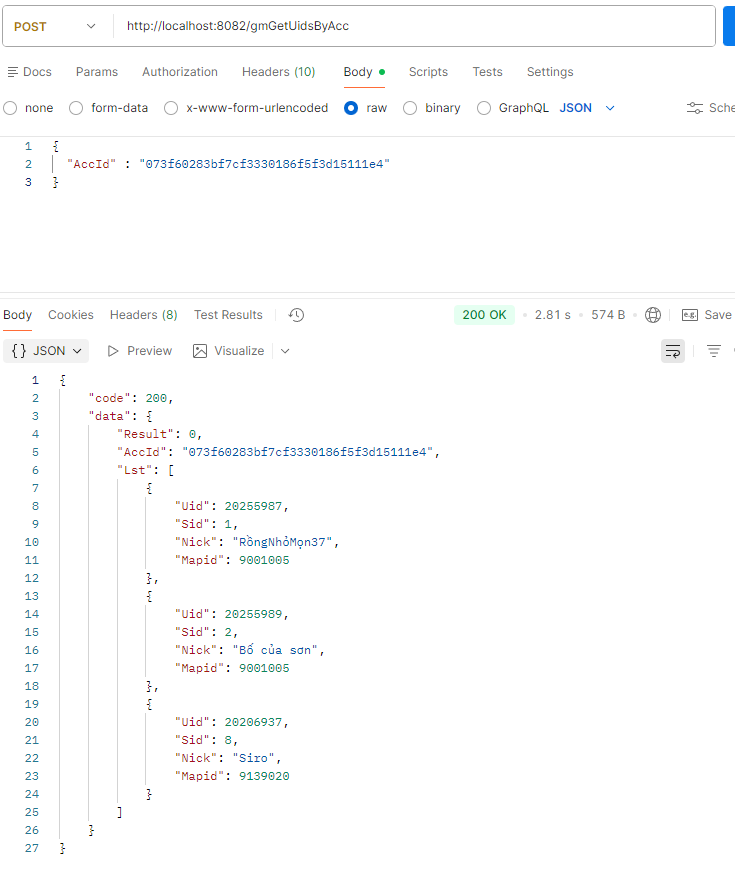 POST http://localhost:8082/gmGetUidsByAcc
Docs Params Authorization Headers (10) Body Scripts Tests Settings
none form-data x-www-form-urlencoded raw binary GraphQL JSON Sche
1 {
2 "AccId" : "073f60283bf7cf3330186f5f3d15111e4"
3 }
Body Cookies Headers (8) Test Results 200 OK 2.81 s 574 B e.g. Save
{} JSON Preview Visualize
1 {
2 "code": 200,
3 "data": {
4 "Result": 0,
5 "AccId": "073f60283bf7cf3330186f5f3d15111e4",
6 "Lst": [
7 {
8 "Uid": 20255987,
9 "Sid": 1,
10 "Nick": "RồngNhỏMọn37",
11 "Mapid": 9001005
12 },
13 {
14 "Uid": 20255989,
15 "Sid": 2,
16 "Nick": "Bố của sơn",
17 "Mapid": 9001005
18 },
19 {
20 "Uid": 20206937,
21 "Sid": 8,
22 "Nick": "Siro",
23 "Mapid": 9139020
24 }
25 ]
26 }
27 }